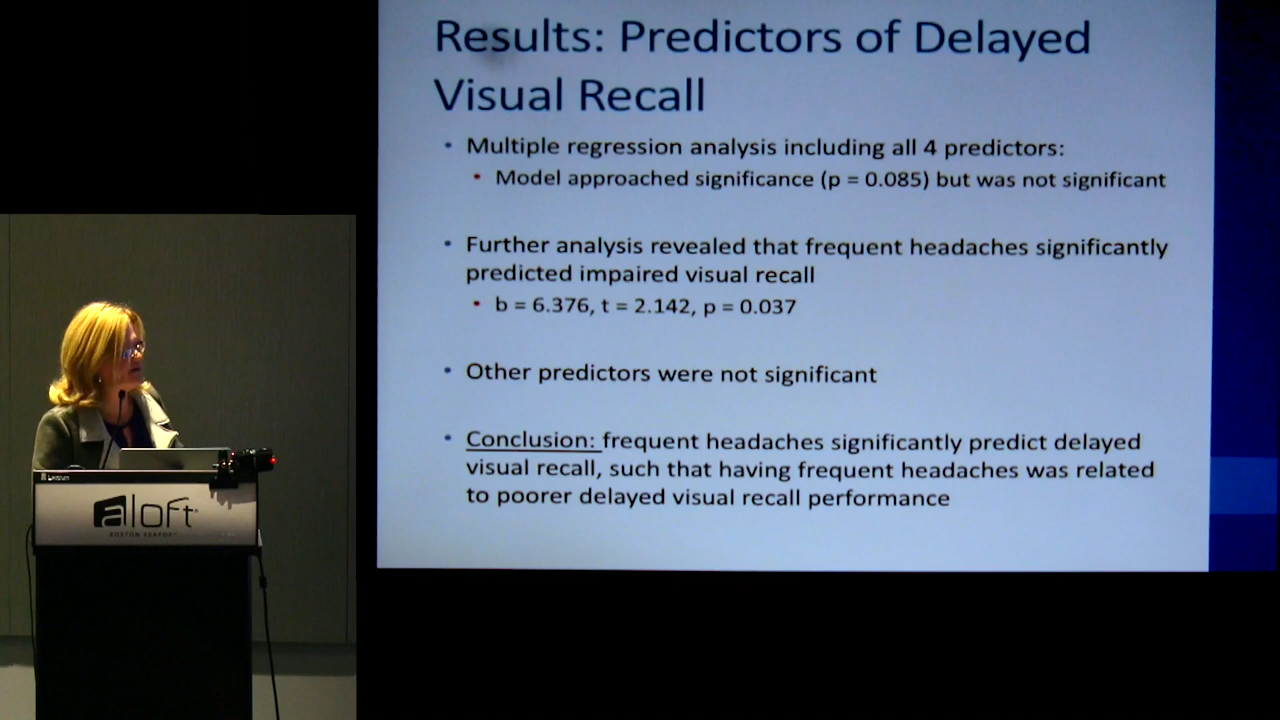 Results: Predictors of Delayed
Visual Recall
• Multiple regression analysis including all 4 predictors:
• Model approached significance (p = 0.085) but was not significant
• Further analysis revealed that frequent headaches significantly
predicted impaired visual recall
• b = 6.376, t = 2.142, p = 0.037
• Other predictors were not significant
• Conclusion: frequent headaches significantly predict delayed
visual recall, such that having frequent headaches was related
to poorer delayed visual recall performance
aloft
BOSTON SEAPORT